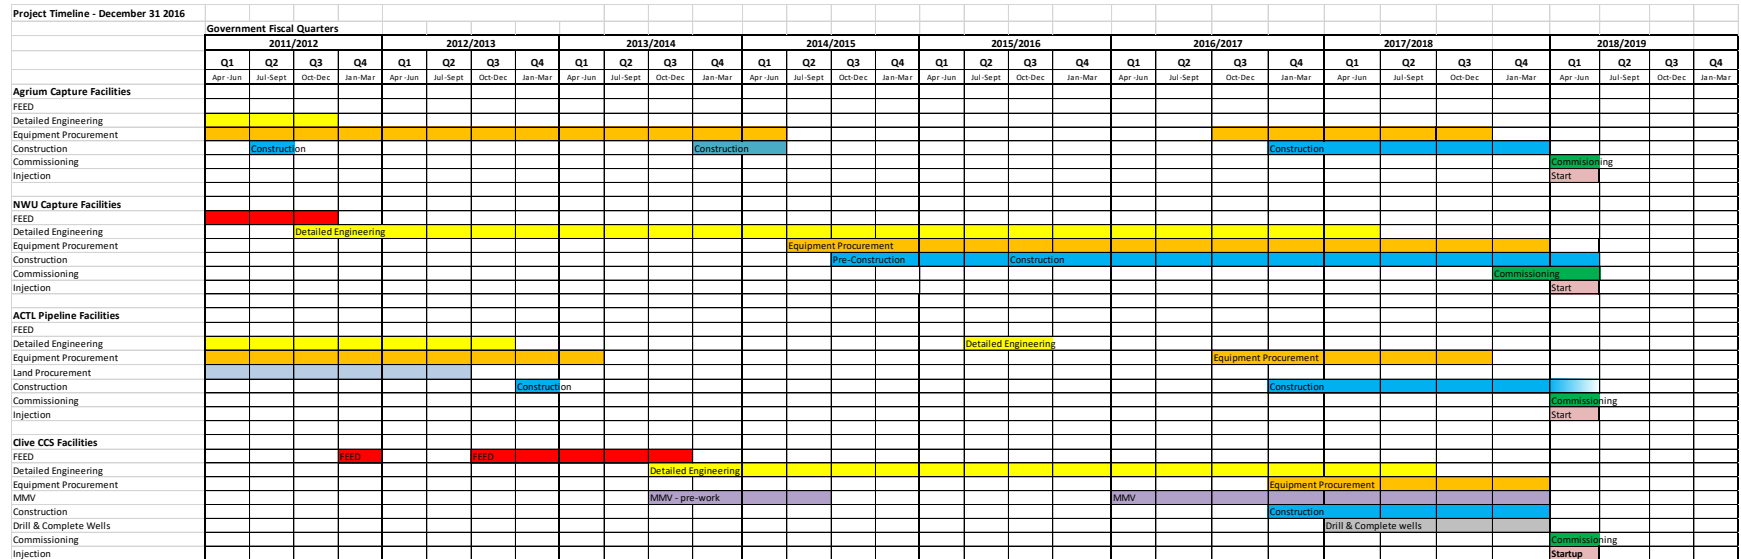 Project Timeline - December 31 2016
Government Fiscal Quarters
2011/2012 2012/2013 2013/2014 2014/2015 2015/2016 2016/2017 2017/2018 2018/2019
Q1 Q2 Q3 Q4 Q1 Q2 Q3 Q4 Q1 Q2 Q3 Q4 Q1 Q2 Q3 Q4 Q1 Q2 Q3 Q4 Q1 Q2 Q3 Q4 Q1 Q2 Q3 Q4 Q1 Q2 Q3 Q4
Apr-Jun Jul-Sept Oct-Dec Jan-Mar Apr-Jun Jul-Sept Oct-Dec Jan-Mar Apr-Jun Jul-Sept Oct-Dec Jan-Mar Apr-Jun Jul-Sept Oct-Dec Jan-Mar Apr-Jun Jul-Sept Oct-Dec Jan-Mar Apr-Jun Jul-Sept Oct-Dec Jan-Mar Apr-Jun Jul-Sept Oct-Dec Jan-Mar Apr-Jun Jul-Sept Oct-Dec Jan-Mar
Agrium Capture Facilities
FEED
Detailed Engineering
Equipment Procurement
Construction Construction Construction Construction
Commissioning Commisioning
Injection Start
NWU Capture Facilities
FEED
Detailed Engineering Detailed Engineering
Equipment Procurement Equipment Procurement
Construction Pre-Construction Construction
Commissioning Commissioning
Injection Start
ACTL Pipeline Facilities
FEED
Detailed Engineering Detailed Engineering
Equipment Procurement Equipment Procurement
Land Procurement
Construction Construction Construction
Commissioning Commissioning
Injection Start
Clive CCS Facilities
FEED FEED FEED
Detailed Engineering Detailed Engineering
Equipment Procurement Equipment Procurement
MMV MMV - pre-work MMV
Construction Construction
Drill & Complete Wells Drill & Complete wells
Commissioning Commissioning
Injection Startup